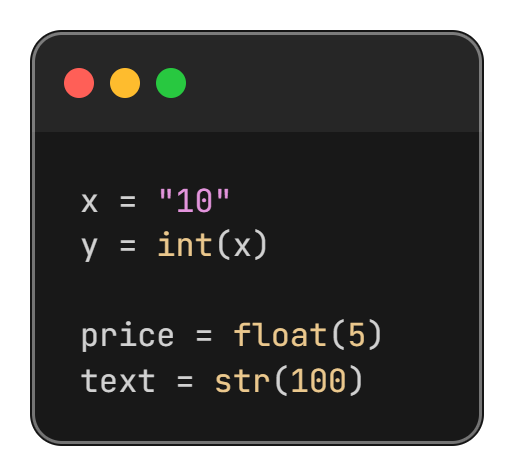 x = "10"
y = int(x)
price = float(5)
text = str(100)